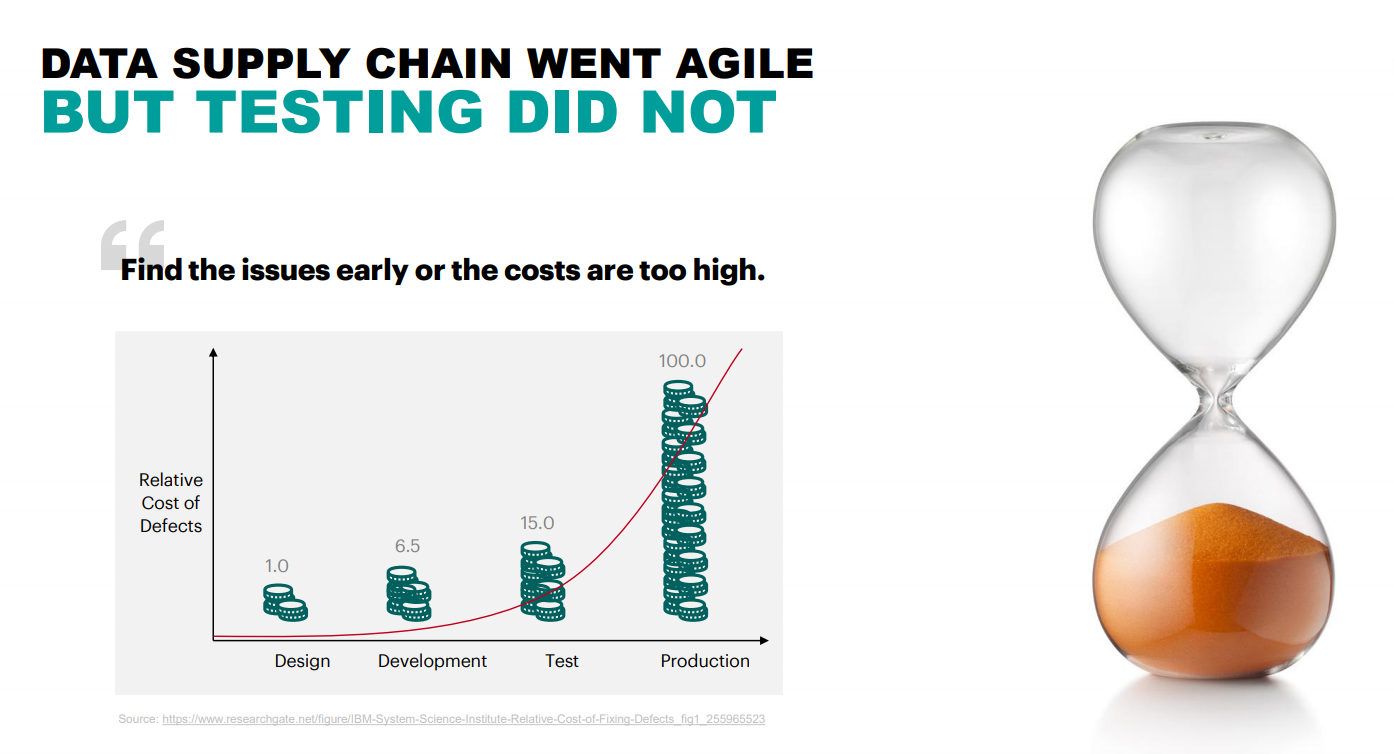 DATA SUPPLY CHAIN WENT AGILE
BUT TESTING DID NOT
“
Find the issues early or the costs are too high.
100.0
15.0
6.5
1.0
Relative
Cost of
Defects
Design Development Test Production
Source: https://www.researchgate.net/figure/IBM-System-Science-Institute-Relative-Cost-of-Fixing-Defects_fig1_255965523